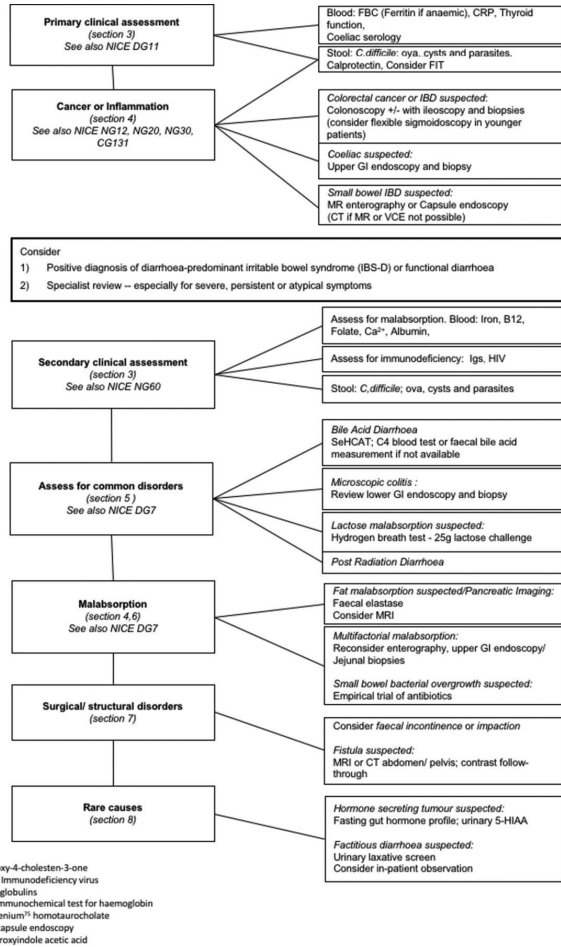 Primary clinical assessment
(section 3)
See also NICE DG11
Blood: FBC (Ferritin if anaemic), CRP, Thyroid
function,
Coeliac serology
Stool: C.difficile; ova, cysts and parasites.
Calprotectin, Consider FIT
Cancer or Inflammation
(section 4)
See also NICE NG12, NG20, NG30,
CG131
Colorectal cancer or IBD suspected:
Colonoscopy +/- with ileoscopy and biopsies
(consider flexible sigmoidoscopy in younger
patients)
Coeliac suspected:
Upper GI endoscopy and biopsy
Small bowel IBD suspected:
MR enterography or Capsule endoscopy
(CT if MR or VCE not possible)
Consider
1) Positive diagnosis of diarrhoea-predominant irritable bowel syndrome (IBS-D) or functional diarrhoea
2) Specialist review -- especially for severe, persistent or atypical symptoms
Secondary clinical assessment
(section 3)
See also NICE NG60
Assess for malabsorption. Blood: Iron, B12,
Folate, Ca²⁺, Albumin,
Assess for immunodeficiency: Igs, HIV
Stool: C,difficile; ova, cysts and parasites
Assess for common disorders
(section 5 )
See also NICE DG7
Bile Acid Diarrhoea
SeHCAT; C4 blood test or faecal bile acid
measurement if not available
Microscopic colitis :
Review lower GI endoscopy and biopsy
Lactose malabsorption suspected:
Hydrogen breath test - 25g lactose challenge
Post Radiation Diarrhoea
Malabsorption
(section 4,6)
See also NICE DG7
Fat malabsorption suspected/Pancreatic Imaging:
Faecal elastase
Consider MRI
Multifactorial malabsorption:
Reconsider enterography, upper GI endoscopy/
Jejunal biopsies
Small bowel bacterial overgrowth suspected:
Empirical trial of antibiotics
Surgical/ structural disorders
(section 7)
Consider faecal incontinence or impaction
Fistula suspected:
MRI or CT abdomen/ pelvis; contrast follow-
through
Rare causes
(section 8)
Hormone secreting tumour suspected:
Fasting gut hormone profile; urinary 5-HIAA
Factitious diarrhoea suspected:
Urinary laxative screen
Consider in-patient observation
oxy-4-cholesten-3-one
Immunodeficiency virus
globulins
mmunochemical test for haemoglobin
enium⁷⁵ homotaurocholate
capsule endoscopy
roxyindole acetic acid